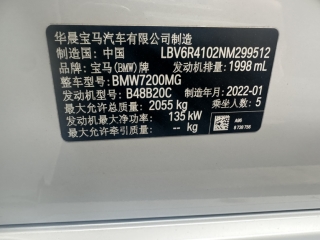 华晨宝马汽车有限公司制造
制造国：中国 LBV6R4102NM299512
品牌：宝马(BMW)牌 发动机排量：1998 mL
整车型号：BMW7200MG
发动机型号：B48B20C 制造年月：2022-01
最大允许总质量：2055 kg 乘坐人数：5
发动机最大净功率：135 kW
最大允许牵引质量：--- kg